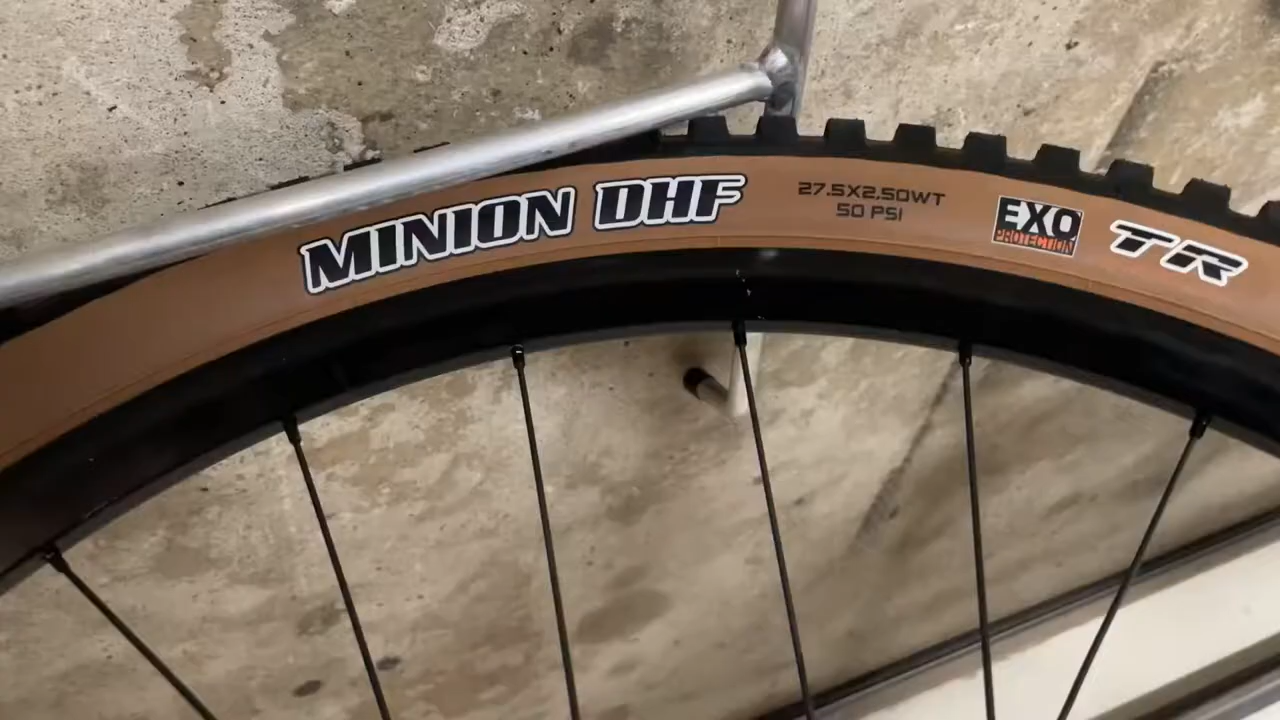 MINION DHF
27.5X2.50WT
50 PSI
EXO
PROTECTION
TR